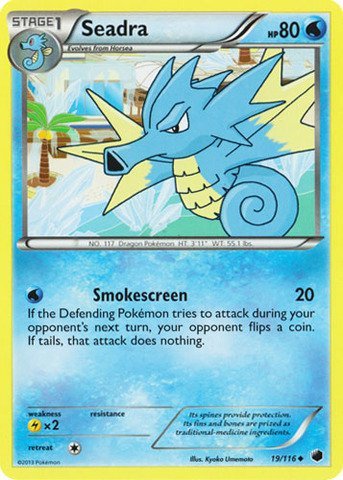 STAGE1
Seadra
HP80
Evolves from Horsea
NO. 117 Dragon Pokémon HT. 3'11" WT. 55.1 lbs.
Smokescreen 20
If the Defending Pokémon tries to attack during your
opponent's next turn, your opponent flips a coin.
If tails, that attack does nothing.
weakness resistance
×2
retreat
Its spines provide protection.
Its fins and bones are prized as
traditional-medicine ingredients.
©2013 Pokémon
Illus. Kyoko Umemoto 19/116